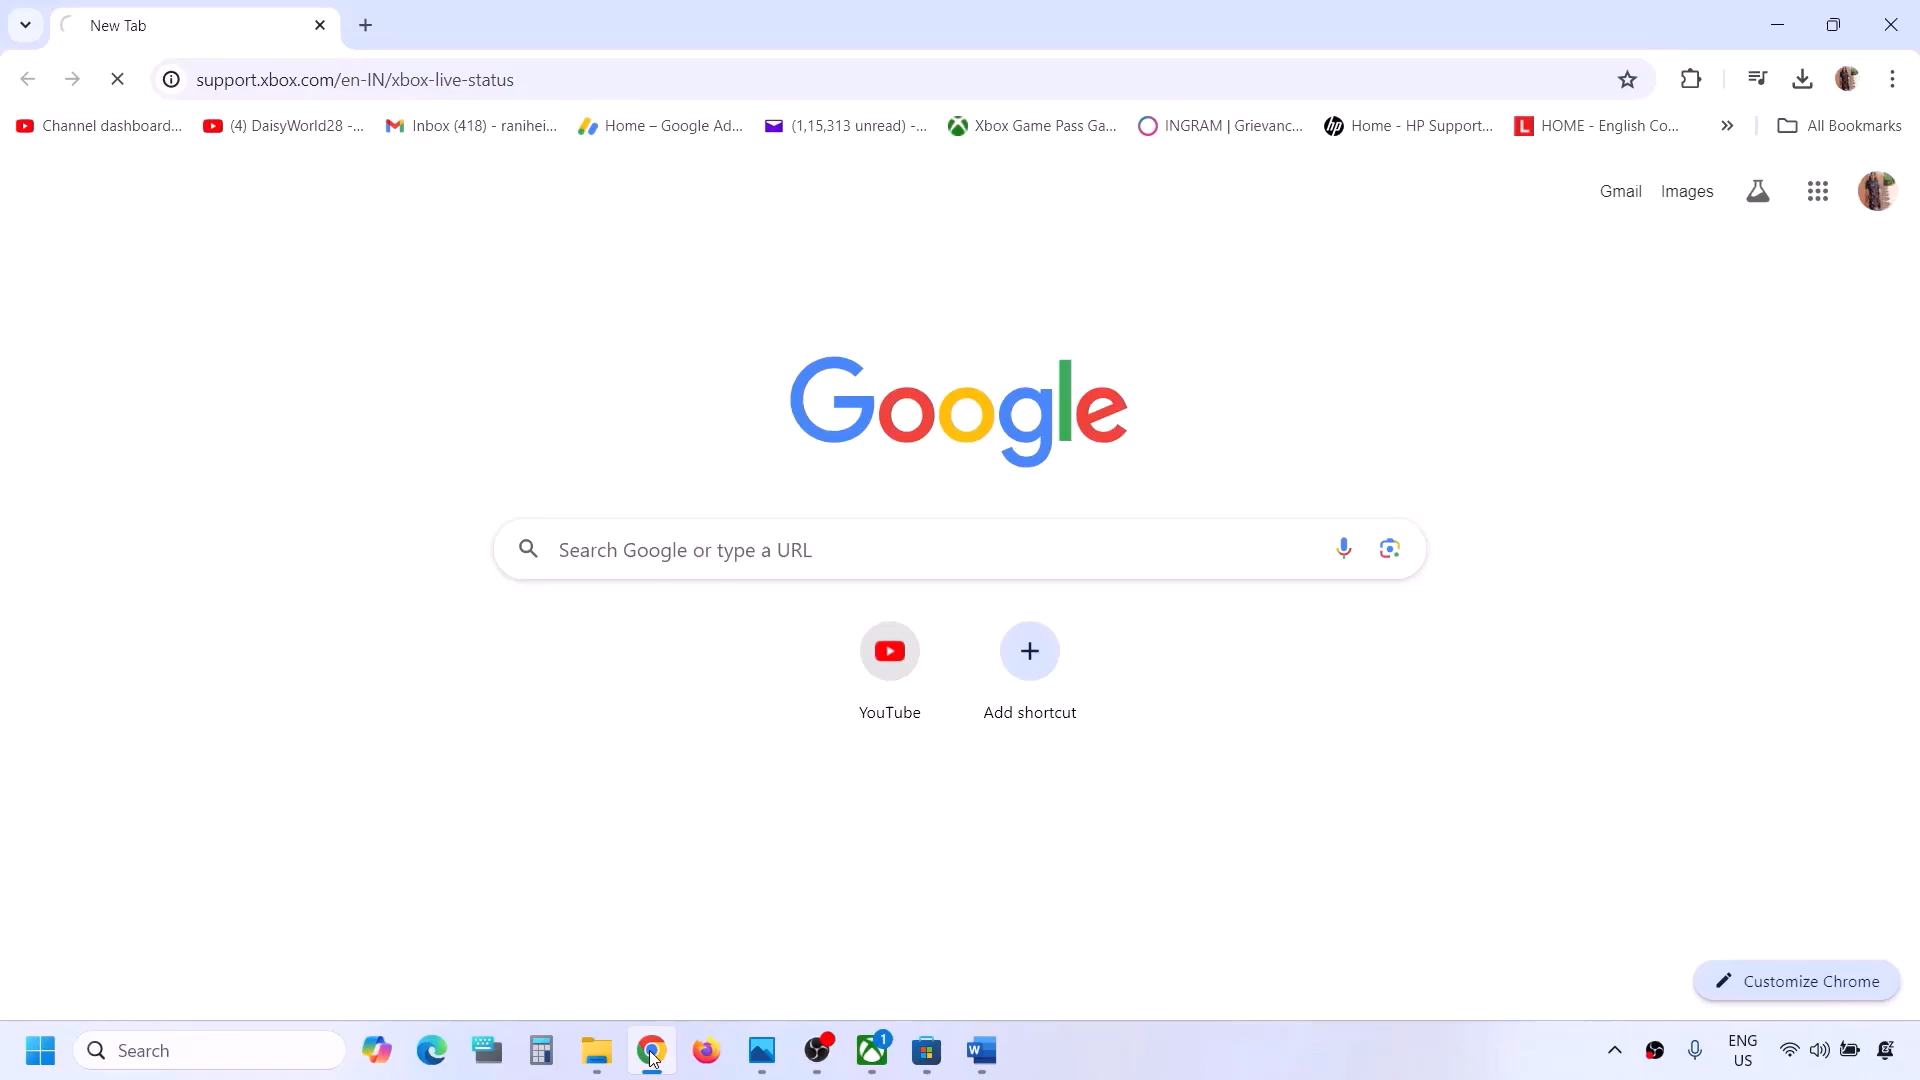 New Tab
support.xbox.com/en-IN/xbox-live-status
Channel dashboard...
(4) DaisyWorld28 -...
Inbox (418) - ranihei...
Home – Google Ad...
(1,15,313 unread) -...
Xbox Game Pass Ga...
INGRAM | Grievanc...
Home - HP Support...
HOME - English Co...
All Bookmarks
Gmail
Images
Google
Search Google or type a URL
YouTube
Add shortcut
Customize Chrome
Search
1
ENG
US